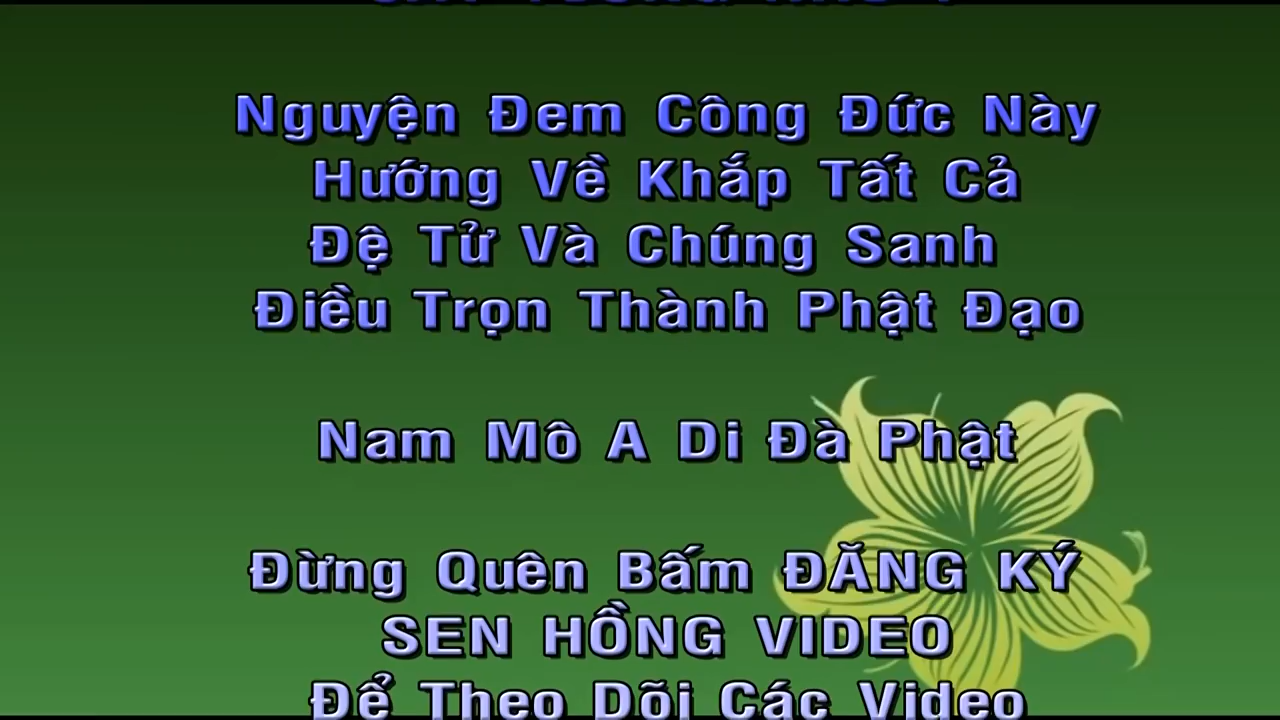 Nguyện Đem Công Đức Này
Hướng Về Khắp Tất Cả
Đệ Tử Và Chúng Sanh
Điều Trọn Thành Phật Đạo
Nam Mô A Di Đà Phật
Đừng Quên Bấm ĐĂNG KÝ
SEN HỒNG VIDEO
Để Theo Dõi Các Video